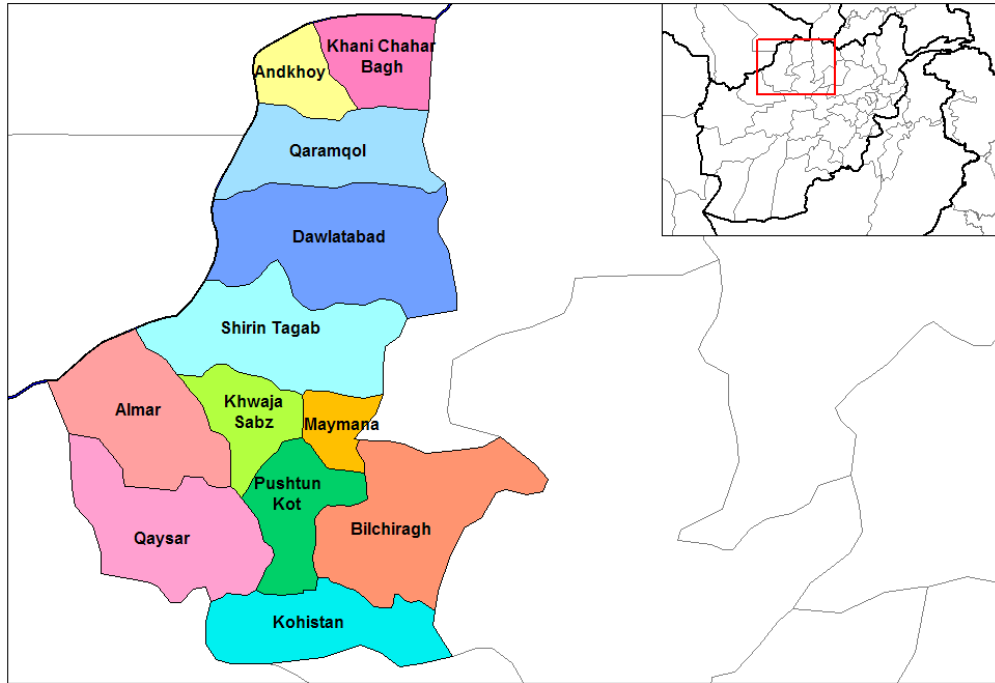 Khani Chahar
Bagh
Andkhoy
Qaramqol
Dawlatabad
Shirin Tagab
Almar
Khwaja
Sabz
Maymana
Pushtun
Kot
Qaysar
Bilchiragh
Kohistan